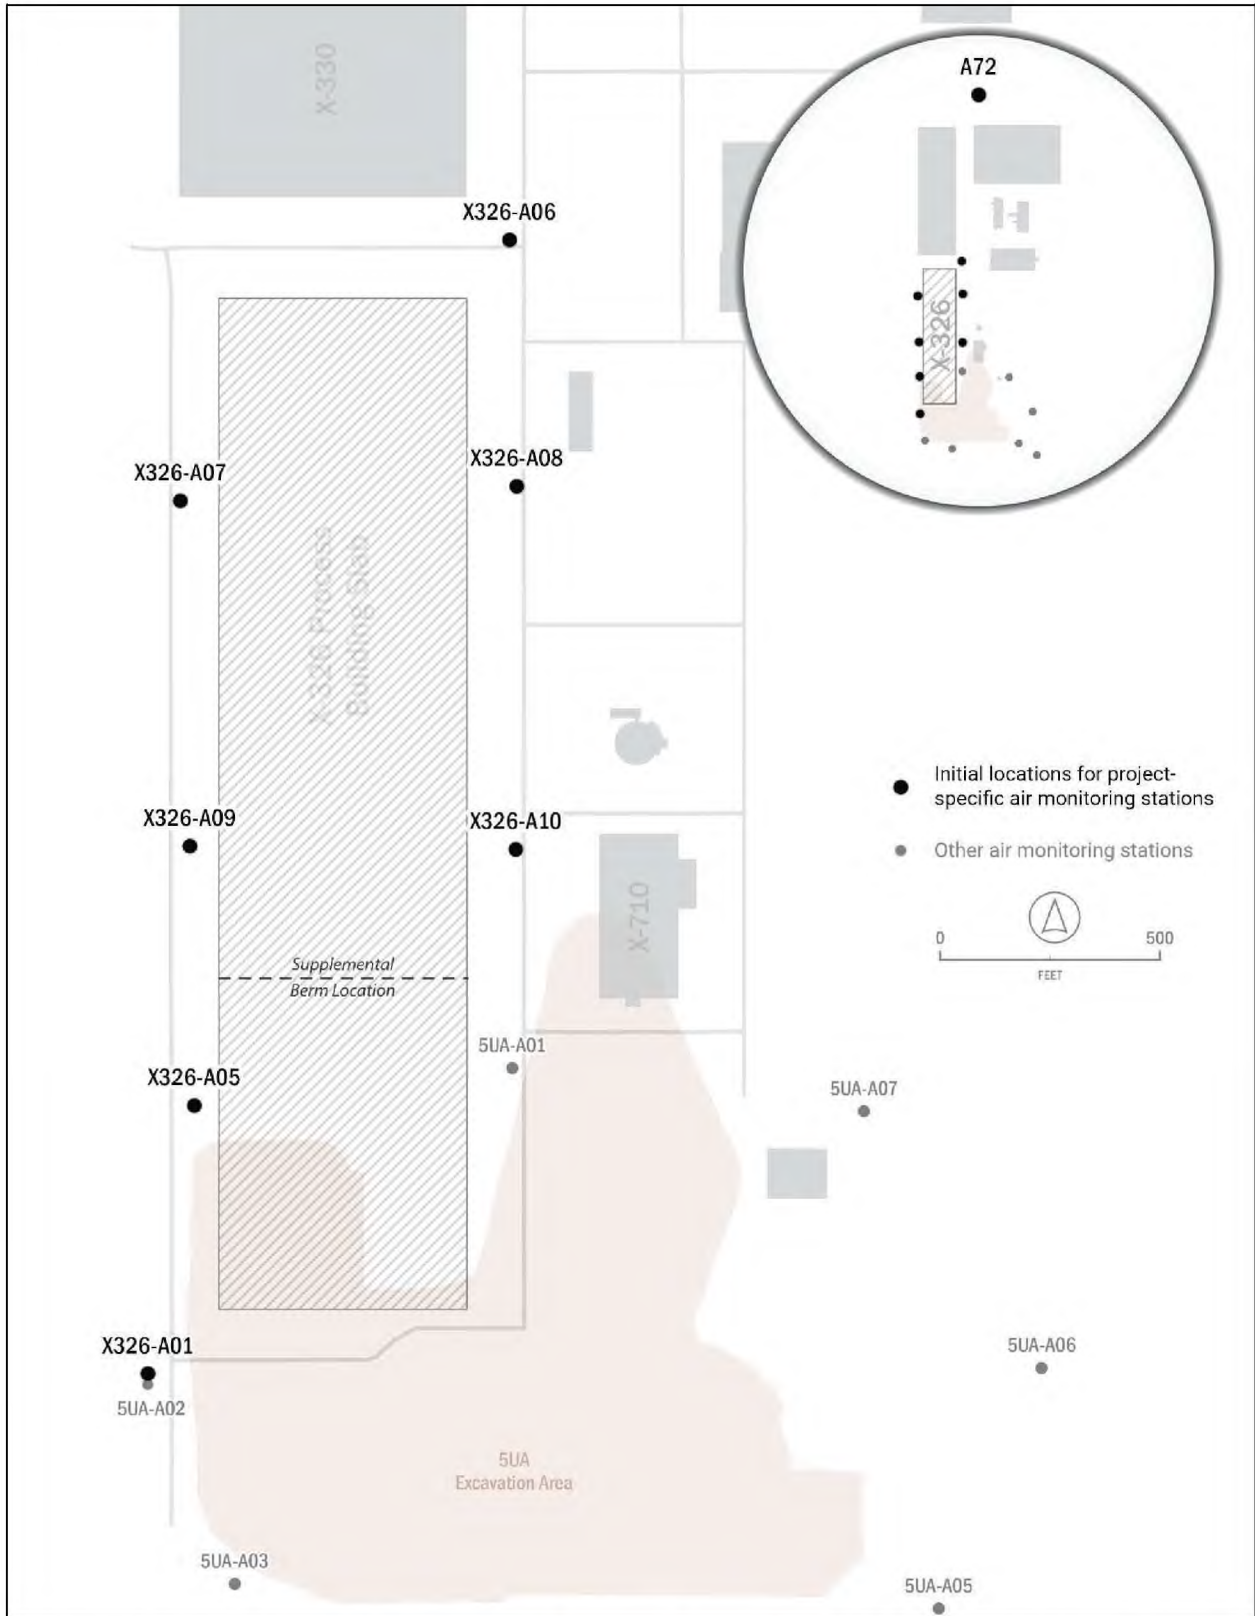 X-330
A72
X326-A06
X-326
X326-A07
X326-A08
X-326 Process
Building Slab
Initial locations for project-
specific air monitoring stations
X326-A09
X326-A10
Other air monitoring stations
X-710
0
500
FEET
Supplemental
Berm Location
5UA-A01
X326-A05
5UA-A07
X326-A01
5UA-A06
5UA-A02
5UA
Excavation Area
5UA-A03
5UA-A05